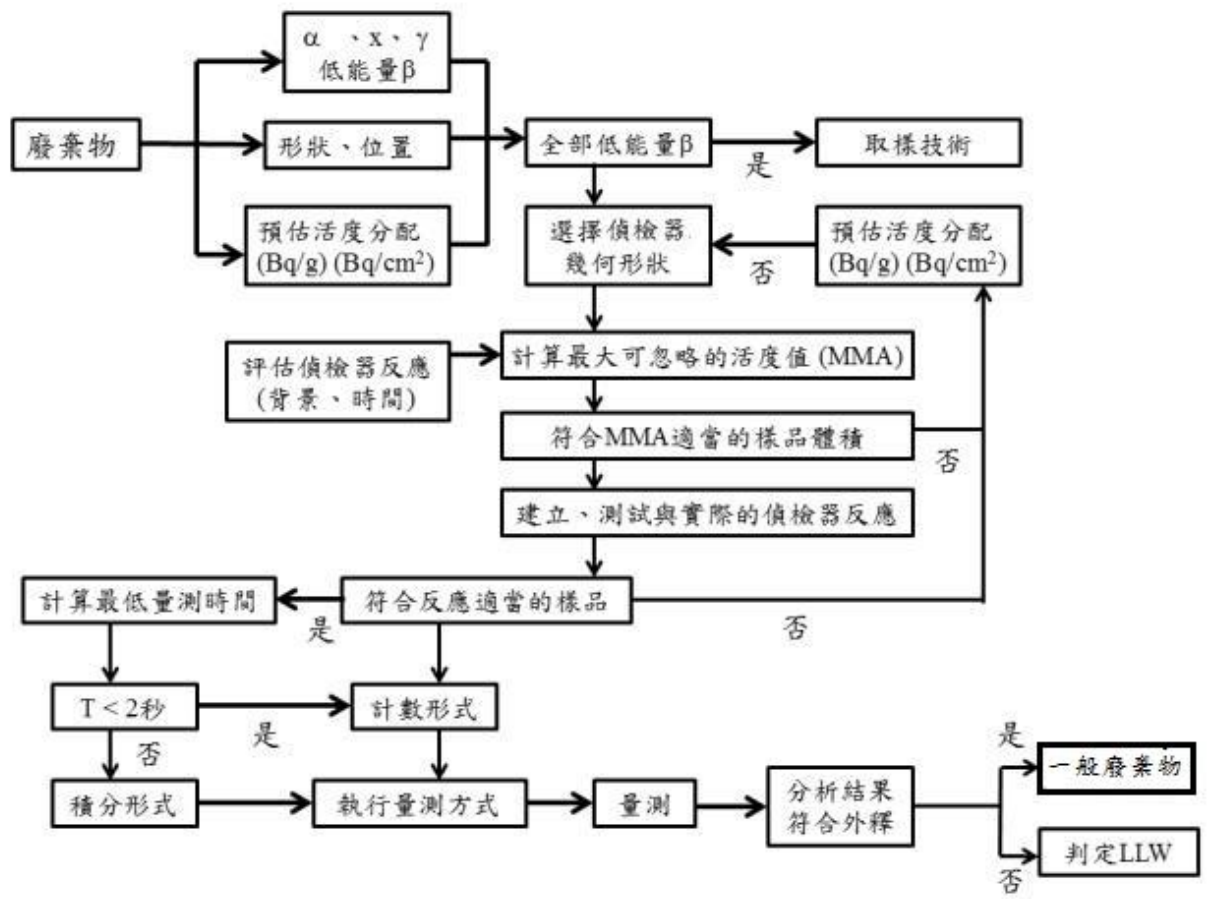 α 、x、γ
低能量β
廢棄物
形狀、位置
全部低能量β
是
取樣技術
預估活度分配
(Bq/g) (Bq/cm²)
選擇偵檢器
幾何形狀
否
預估活度分配
(Bq/g) (Bq/cm²)
評估偵檢器反應
(背景、時間)
計算最大可忽略的活度值 (MMA)
符合MMA適當的樣品體積
否
建立、測試與實際的偵檢器反應
計算最低量測時間
是
符合反應適當的樣品
否
T < 2秒
是
計數形式
否
積分形式
執行量測方式
量測
分析結果
符合外釋
是
一般廢棄物
否
判定LLW